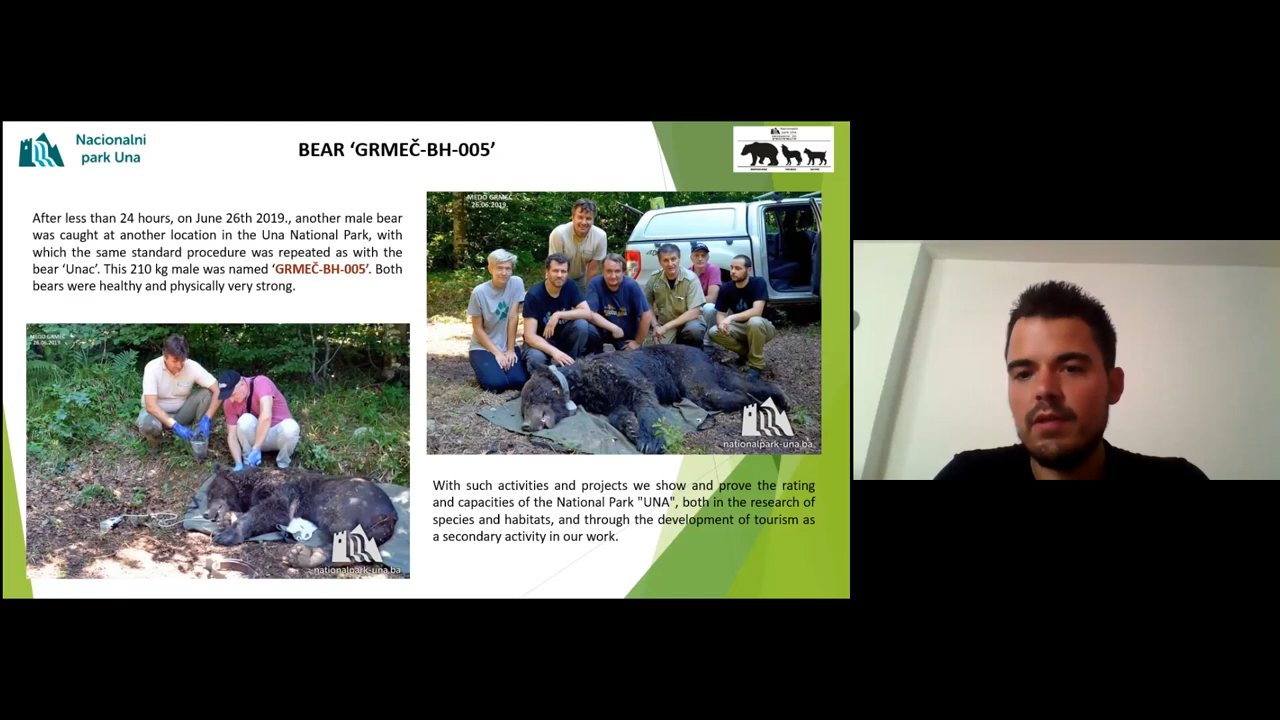 Nacionalni
park Una
BEAR ‘GRMEČ-BH-005’
Nacionalni
park Una
After less than 24 hours, on June 26th 2019., another male bear
was caught at another location in the Una National Park, with
which the same standard procedure was repeated as with the
bear ‘Unac’. This 210 kg male was named ‘GRMEČ-BH-005’. Both
bears were healthy and physically very strong.
MEDO GRMEČ
26.06.2019.
nationalpark-una.ba
MEDO GRMEČ
26.06.2019.
nationalpark-una.ba
With such activities and projects we show and prove the rating
and capacities of the National Park "UNA", both in the research of
species and habitats, and through the development of tourism as
a secondary activity in our work.